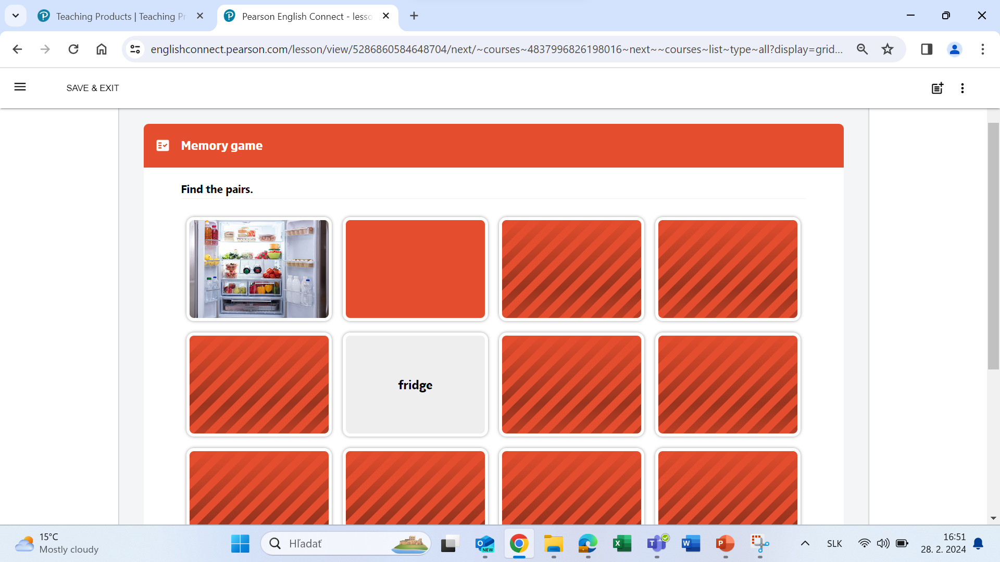 Teaching Products | Teaching Pr
Pearson English Connect - lesso
englishconnect.pearson.com/lesson/view/5286860584648704/next/~courses~4837996826198016~next~~courses~list~type~all?display=grid...
SAVE & EXIT
Memory game
Find the pairs.
fridge
15°C
Mostly cloudy
Hľadať
NEW
SLK
16:51
28. 2. 2024